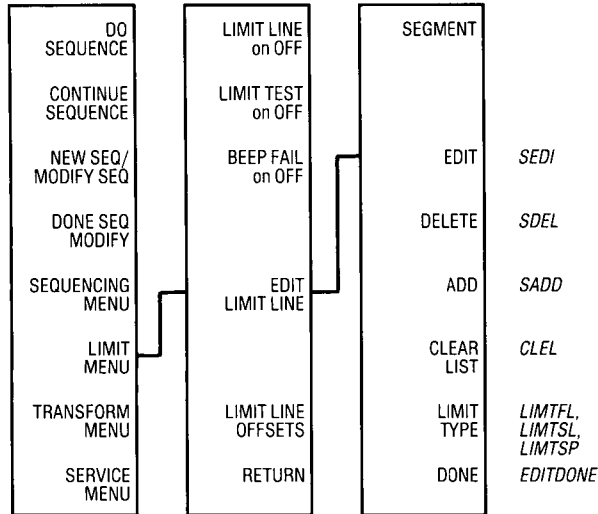 DO
SEQUENCE
CONTINUE
SEQUENCE
NEW SEQ/
MODIFY SEQ
DONE SEQ
MODIFY
SEQUENCING
MENU
LIMIT
MENU
TRANSFORM
MENU
SERVICE
MENU
LIMIT LINE
on OFF
LIMIT TEST
on OFF
BEEP FAIL
on OFF
EDIT
LIMIT LINE
LIMIT LINE
OFFSETS
RETURN
SEGMENT
EDIT SEDI
DELETE SDEL
ADD SADD
CLEAR
LIST
CLEL
LIMIT
TYPE
LIMTFL,
LIMTSL,
LIMTSP
DONE EDITDONE